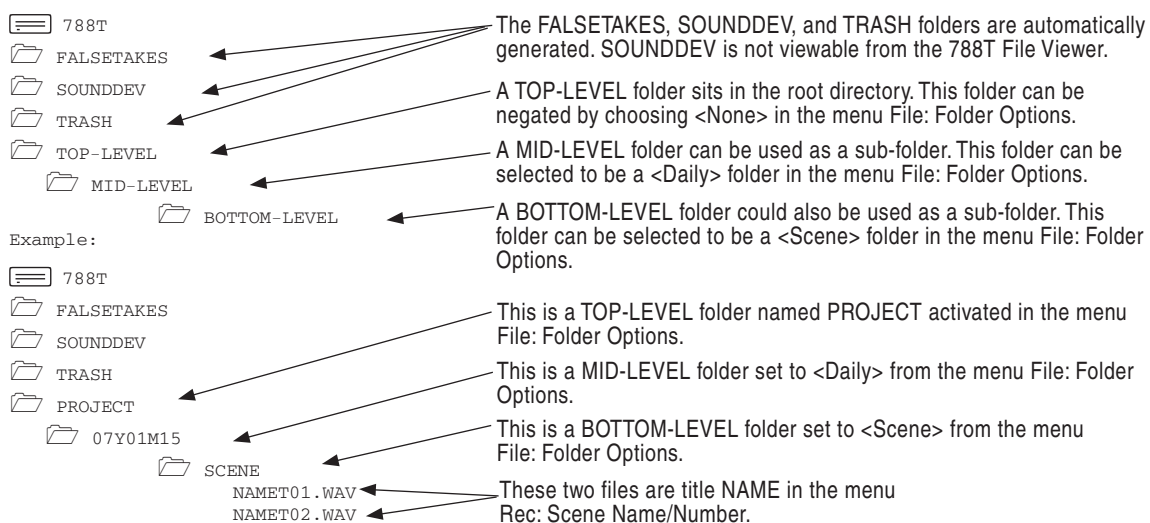 788T
FALSETAKES
SOUNDDEV
TRASH
TOP-LEVEL
MID-LEVEL
BOTTOM-LEVEL
The FALSETAKES, SOUNDDEV, and TRASH folders are automatically
generated. SOUNDDEV is not viewable from the 788T File Viewer.
A TOP-LEVEL folder sits in the root directory. This folder can be
negated by choosing <None> in the menu File: Folder Options.
A MID-LEVEL folder can be used as a sub-folder. This folder can be
selected to be a <Daily> folder in the menu File: Folder Options.
A BOTTOM-LEVEL folder could also be used as a sub-folder. This
folder can be selected to be a <Scene> folder in the menu File: Folder
Options.
Example:
788T
FALSETAKES
SOUNDDEV
TRASH
PROJECT
07Y01M15
SCENE
NAMET01.WAV
NAMET02.WAV
This is a TOP-LEVEL folder named PROJECT activated in the menu
File: Folder Options.
This is a MID-LEVEL folder set to <Daily> from the menu File: Folder
Options.
This is a BOTTOM-LEVEL folder set to <Scene> from the menu
File: Folder Options.
These two files are title NAME in the menu
Rec: Scene Name/Number.